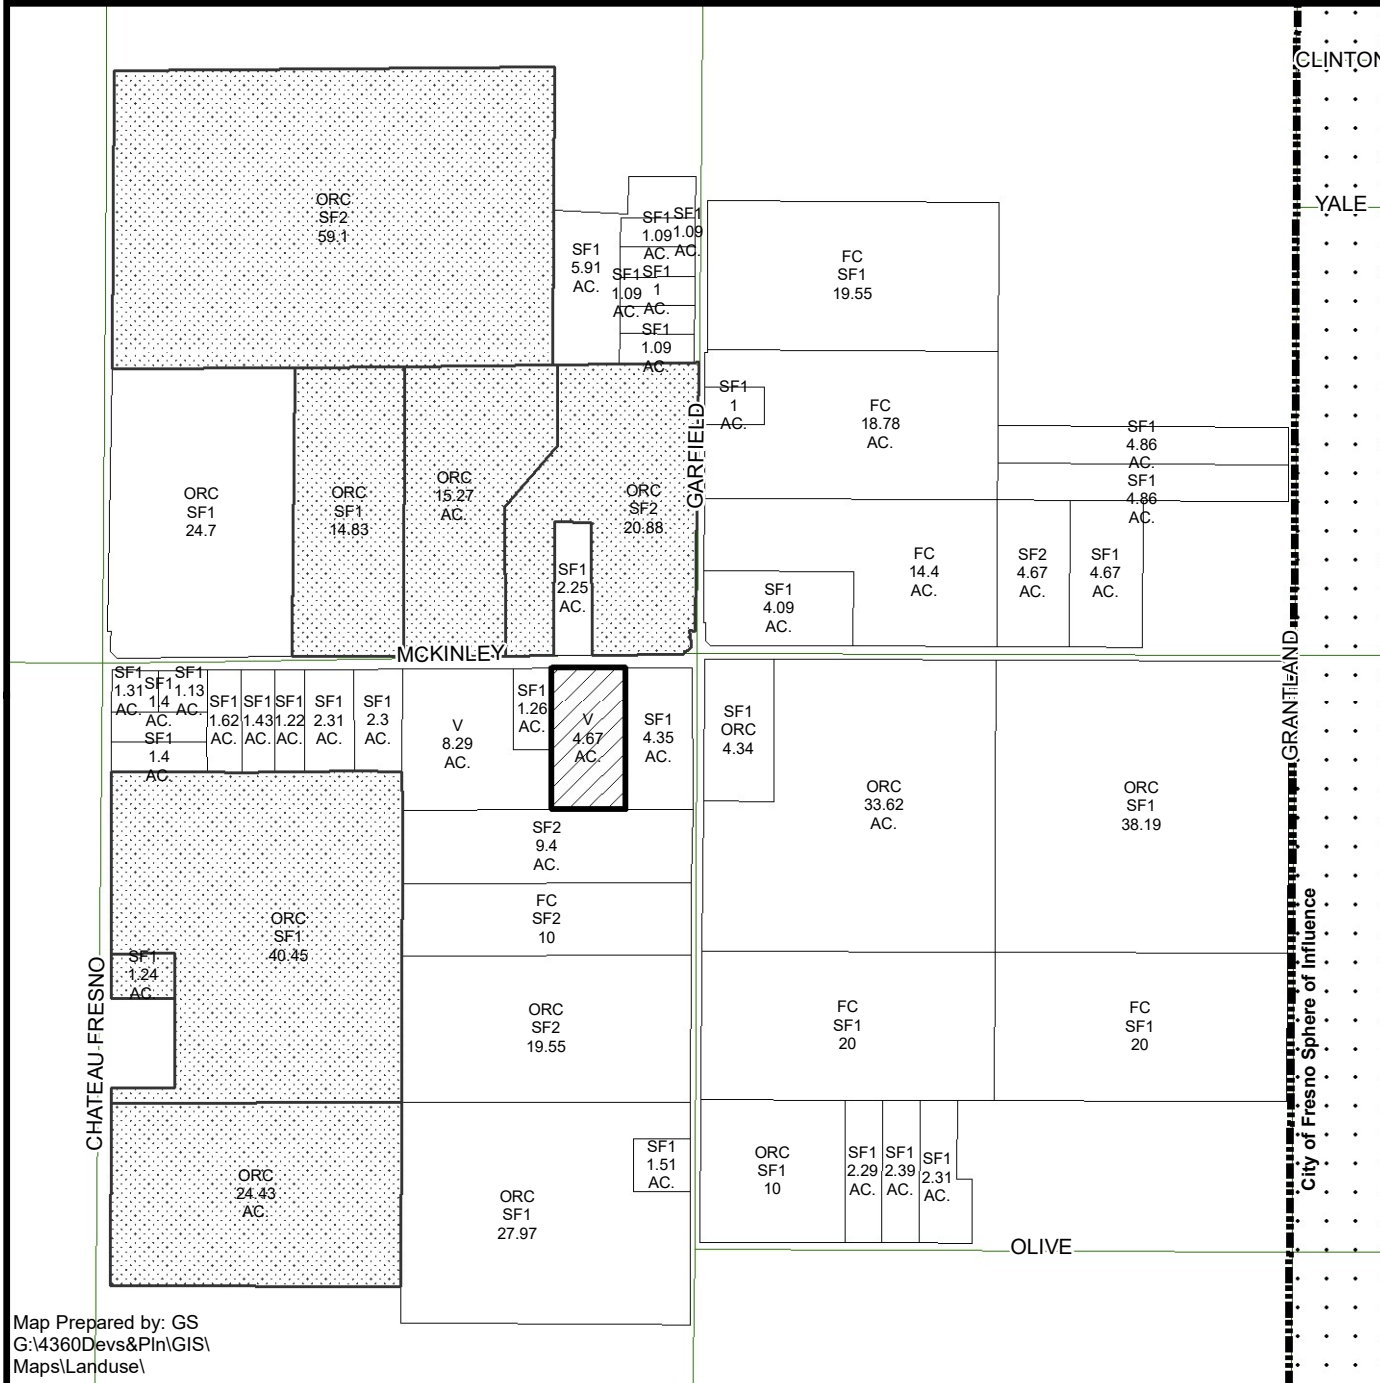 CLINTON
YALE
ORC
SF2
59.1
SF1
5.91
AC.
SF1
1.09
AC.
SF1
1.09
AC.
SF1
1.09
AC.
SF1
1
AC.
SF1
1.09
AC.
FC
SF1
19.55
SF1
1
AC.
FC
18.78
AC.
SF1
4.86
AC.
SF1
4.86
AC.
GARFIELD
ORC
SF1
24.7
ORC
SF1
14.83
ORC
15.27
AC.
ORC
SF2
20.88
SF1
2.25
AC.
SF1
4.09
AC.
FC
14.4
AC.
SF2
4.67
AC.
SF1
4.67
AC.
MCKINLEY
GRANTLAND
SF1
1.31
AC.
SF1
1.4
AC.
SF1
1.13
AC.
SF1
1.4
AC.
SF1
1.62
AC.
SF1
1.43
AC.
SF1
1.22
AC.
SF1
2.31
AC.
SF1
2.3
AC.
V
8.29
AC.
SF1
1.26
AC.
V
4.67
AC.
SF1
4.35
AC.
SF1
ORC
4.34
ORC
33.62
AC.
ORC
SF1
38.19
SF2
9.4
AC.
FC
SF2
10
ORC
SF1
40.45
SF1
1.24
AC.
CHATEAU FRESNO
ORC
SF2
19.55
FC
SF1
20
FC
SF1
20
City of Fresno Sphere of Influence
ORC
24.43
AC.
ORC
SF1
27.97
SF1
1.51
AC.
ORC
SF1
10
SF1
2.29
AC.
SF1
2.39
AC.
SF1
2.31
AC.
OLIVE
Map Prepared by: GS
G:\4360Devs&Pln\GIS\
Maps\Landuse\